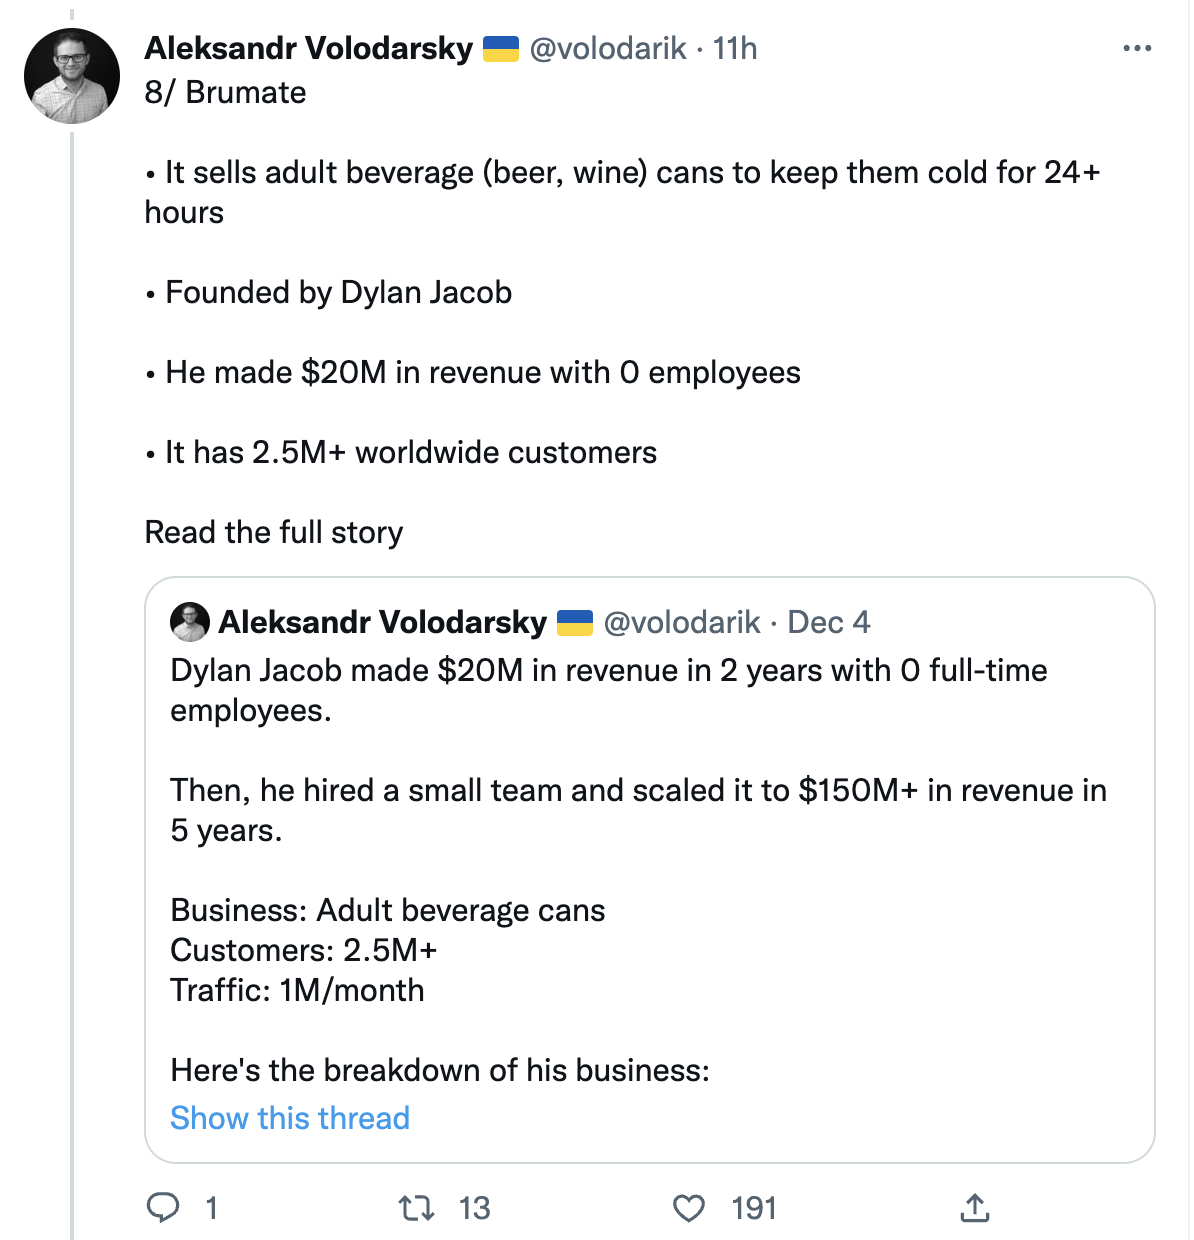 Aleksandr Volodarsky 🇺🇦 @volodarik · 11h
8/ Brumate
• It sells adult beverage (beer, wine) cans to keep them cold for 24+
hours
• Founded by Dylan Jacob
• He made $20M in revenue with 0 employees
• It has 2.5M+ worldwide customers
Read the full story
Aleksandr Volodarsky 🇺🇦 @volodarik · Dec 4
Dylan Jacob made $20M in revenue in 2 years with 0 full-time
employees.
Then, he hired a small team and scaled it to $150M+ in revenue in
5 years.
Business: Adult beverage cans
Customers: 2.5M+
Traffic: 1M/month
Here's the breakdown of his business:
Show this thread
1 13 191